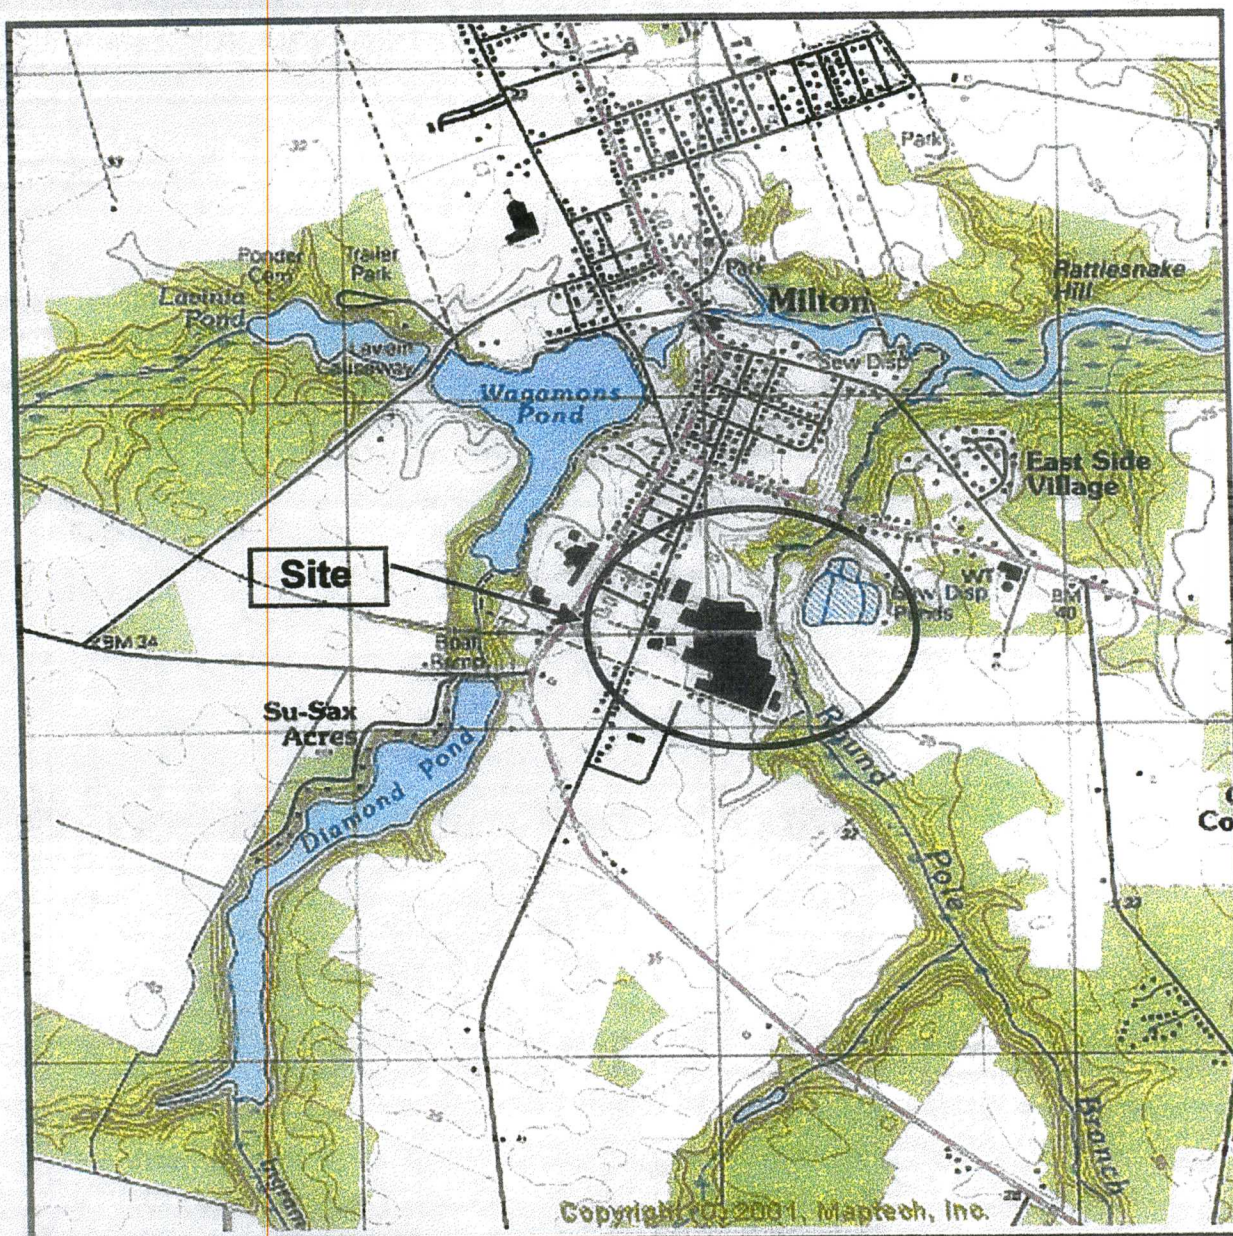 Park
Ponder
Cem
Trailer
Park
Park
Lavinia
Pond
Milton
Rattlesnake
Hill
Wagamons
Pond
Sew Disp
East Side
Village
Site
WT
Sew Disp
Ponds
BM
40
BM 34
Boat
Ramp
Su-Sax
Acres
Diamond Pond
Round
Pole
Branch
Co
Ingram
Copyright (C) 2001, Maptech, Inc.